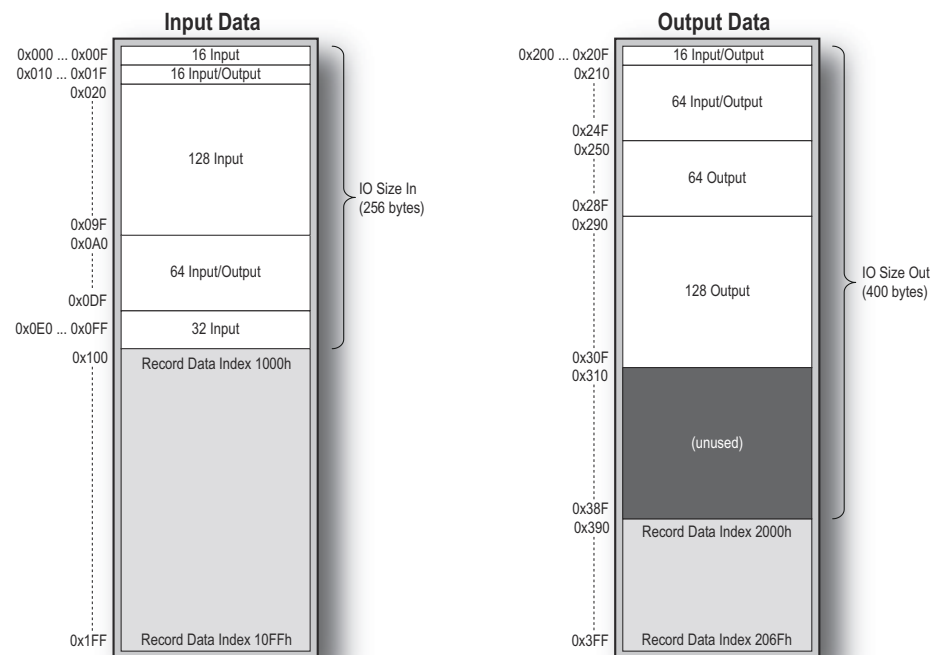 Input Data
0x000 ... 0x00F
16 Input
0x010 ... 0x01F
16 Input/Output
0x020
128 Input
IO Size In
(256 bytes)
0x09F
0x0A0
64 Input/Output
0x0DF
0x0E0 ... 0x0FF
32 Input
0x100
Record Data Index 1000h
0x1FF
Record Data Index 10FFh
Output Data
0x200 ... 0x20F
16 Input/Output
0x210
64 Input/Output
0x24F
0x250
64 Output
0x28F
0x290
IO Size Out
(400 bytes)
128 Output
0x30F
0x310
(unused)
0x38F
0x390
Record Data Index 2000h
0x3FF
Record Data Index 206Fh